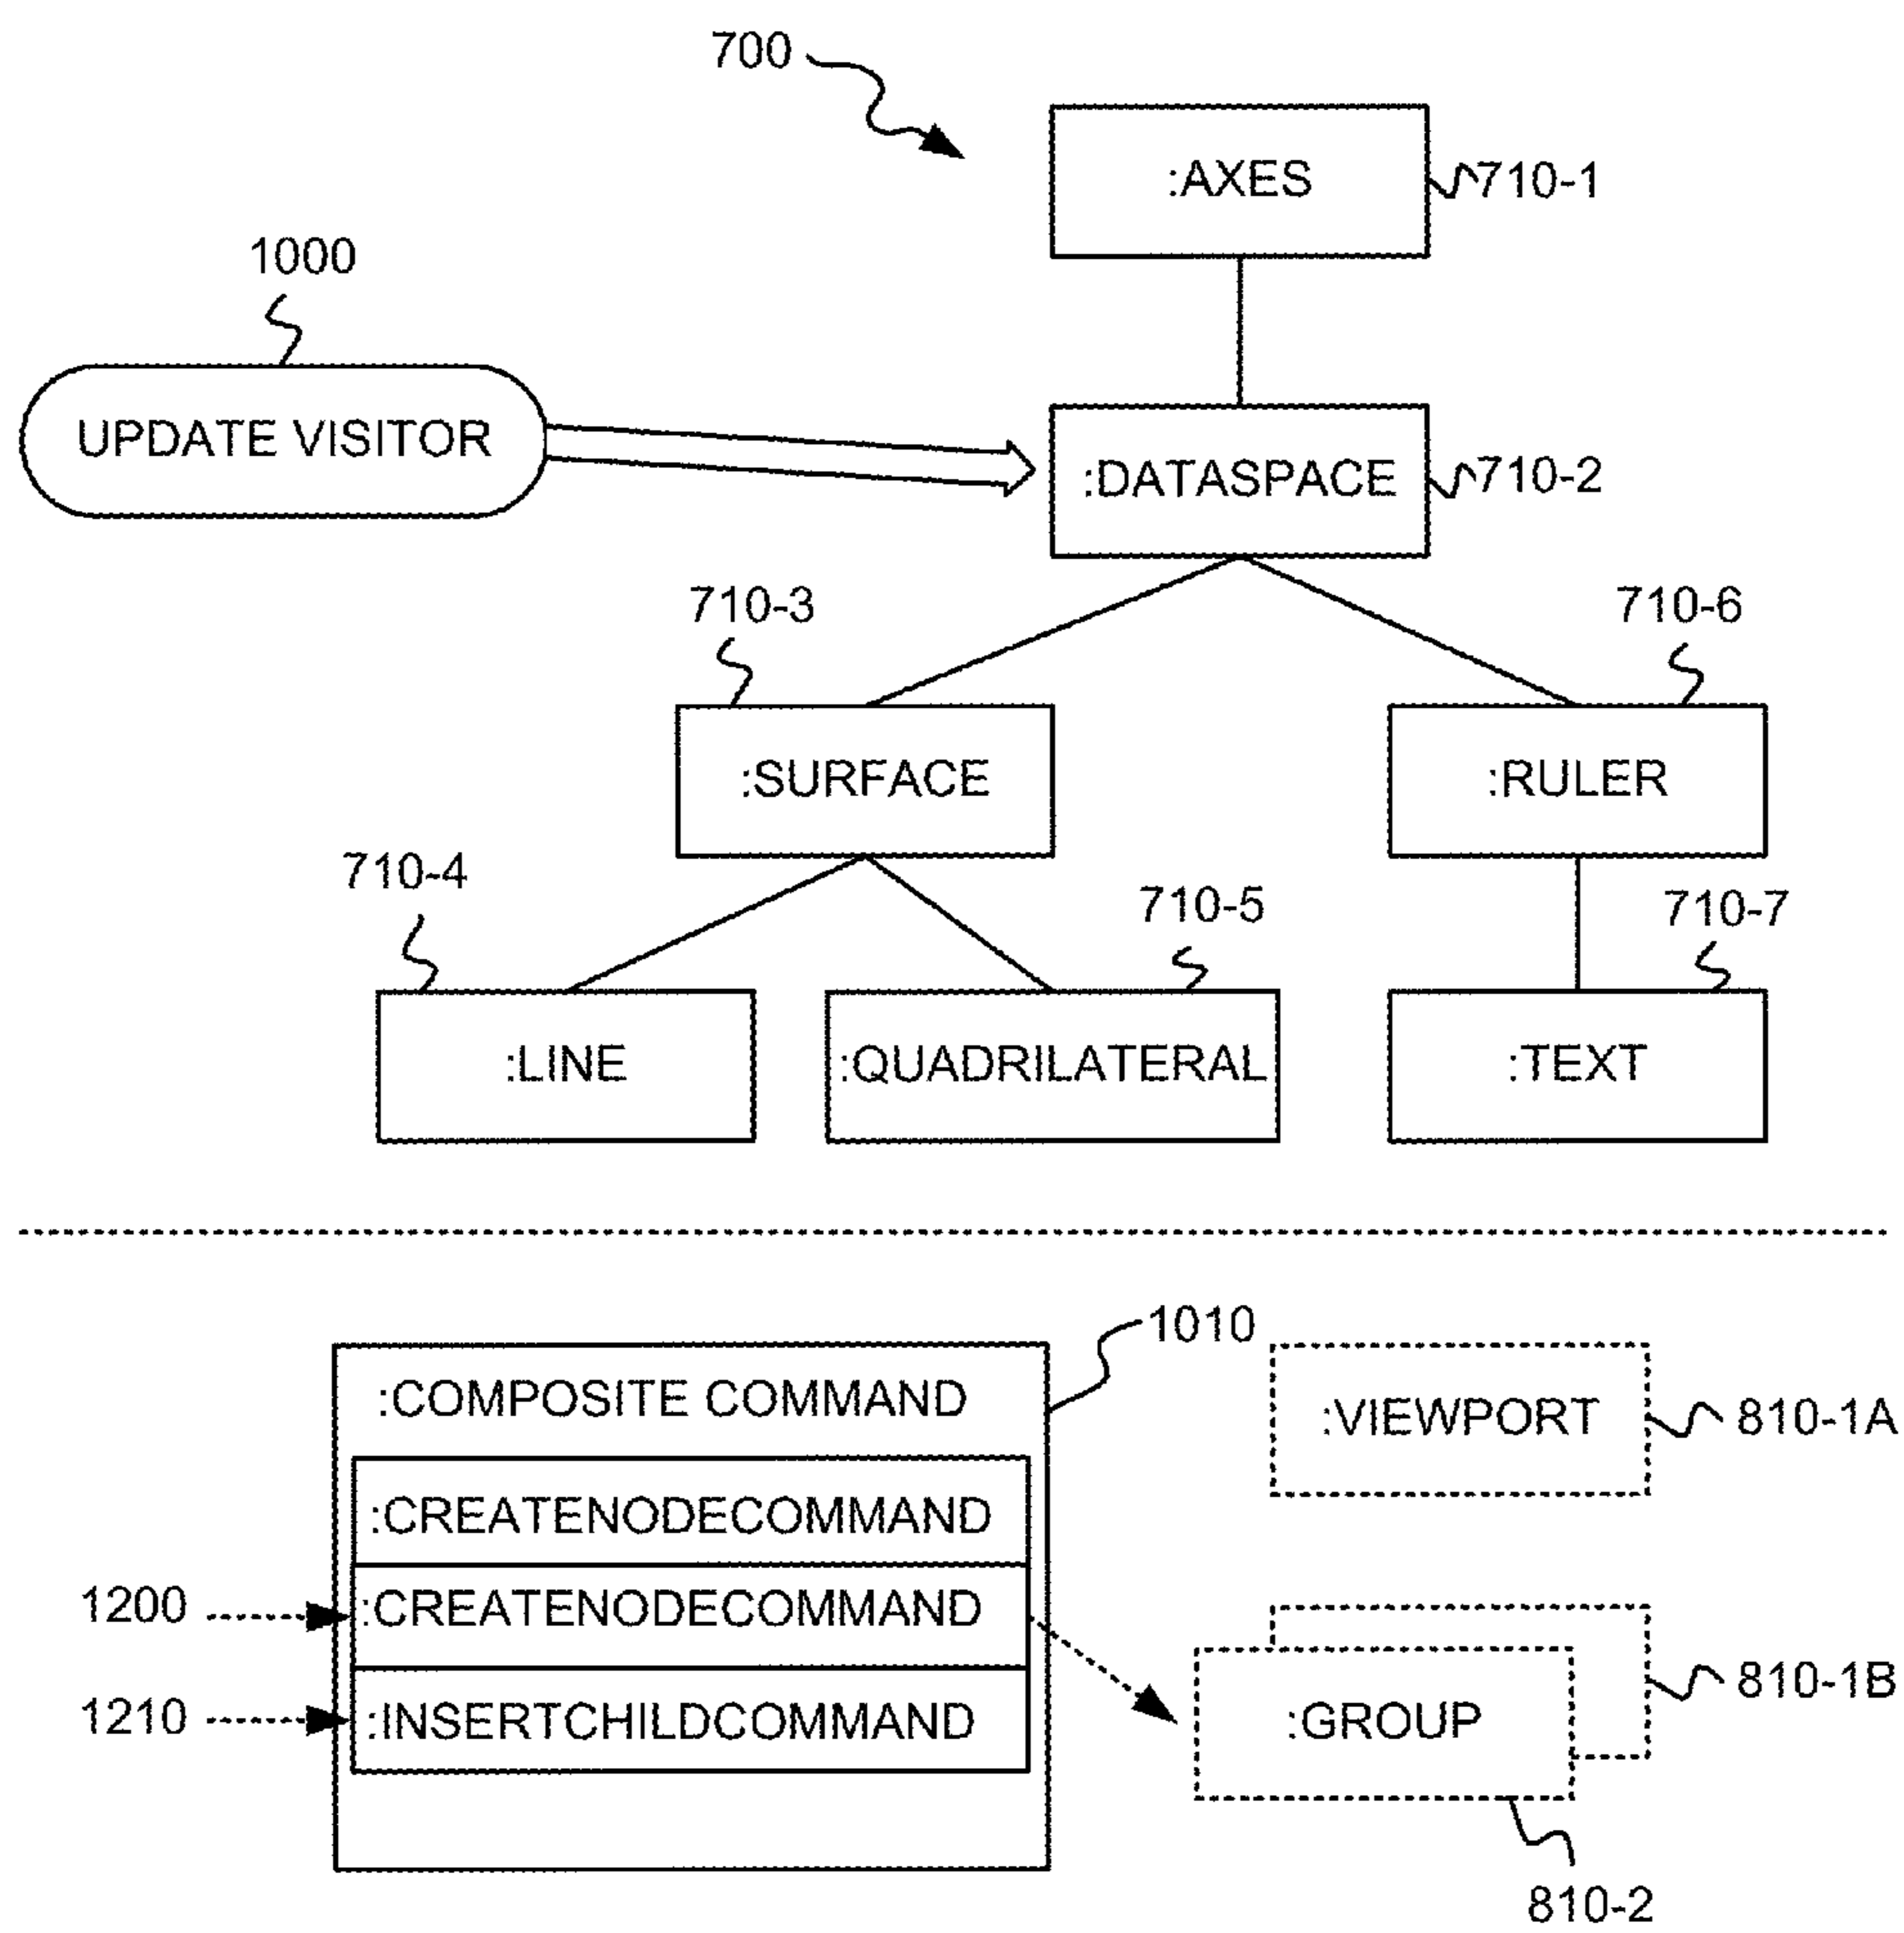 700
:AXES
710-1
1000
UPDATE VISITOR
:DATASPACE
710-2
710-3
710-6
:SURFACE
:RULER
710-4
710-5
710-7
:LINE
:QUADRILATERAL
:TEXT
1010
:COMPOSITE COMMAND
:VIEWPORT
810-1A
:CREATENODECOMMAND
1200
:CREATENODECOMMAND
810-1B
1210
:INSERTCHILDCOMMAND
:GROUP
810-2